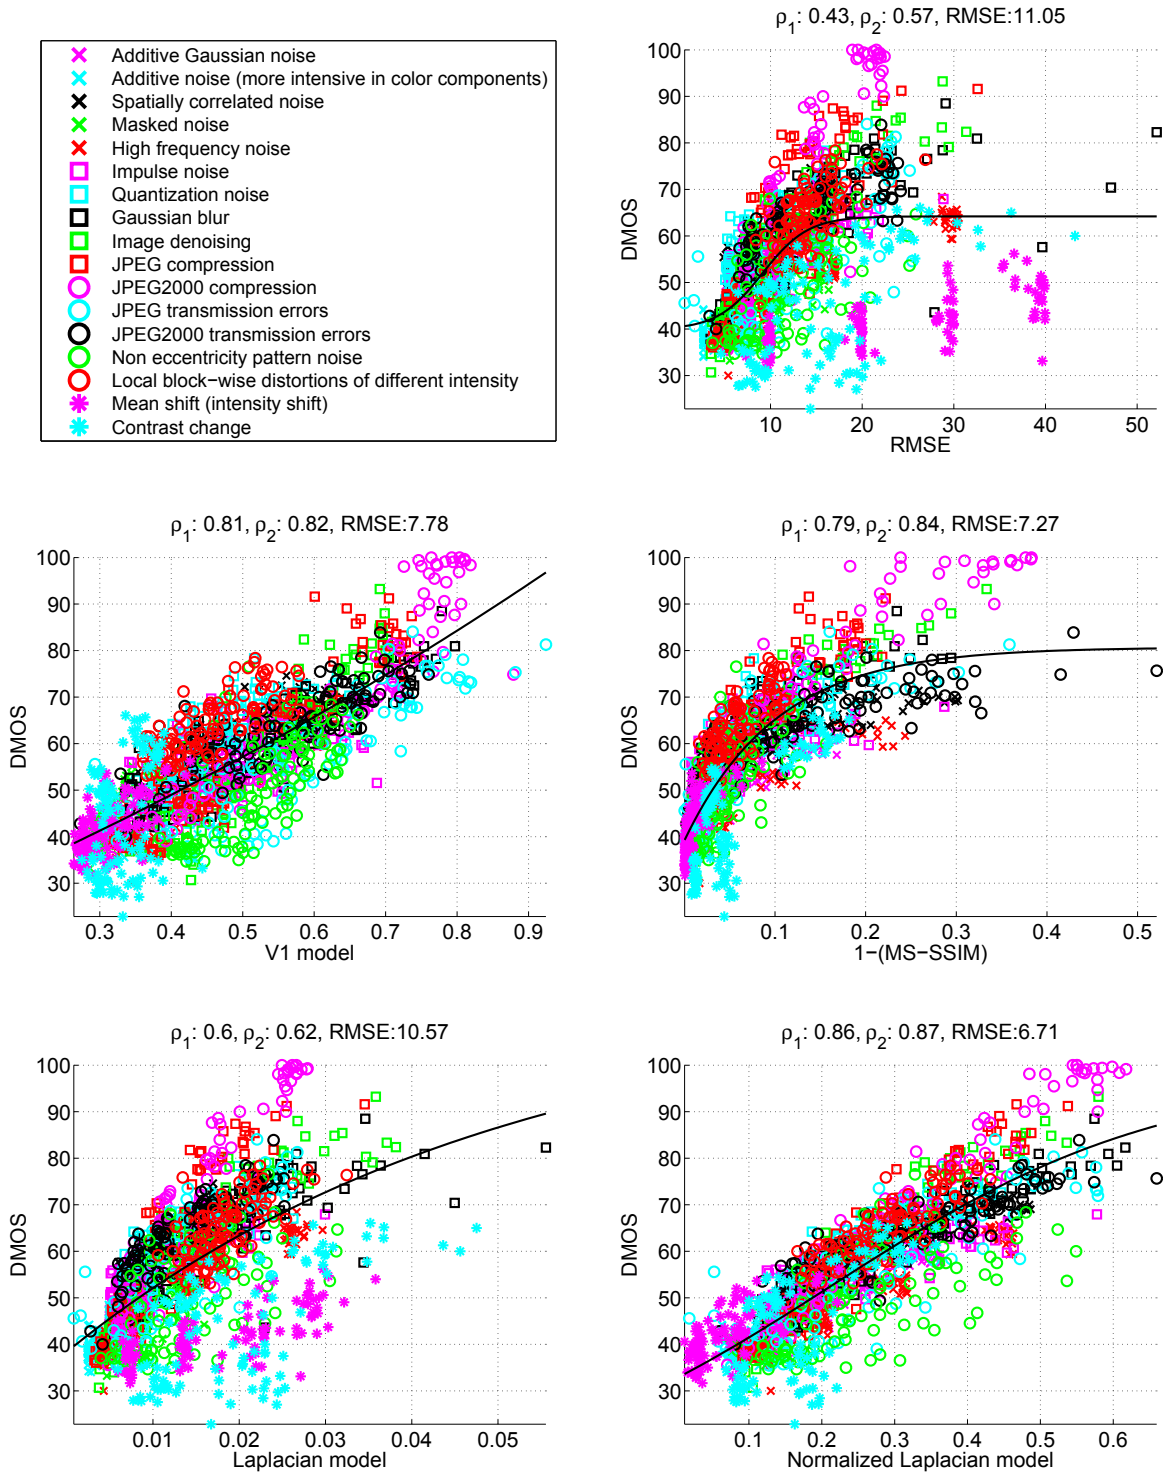 ρ1: 0.43, ρ2: 0.57, RMSE:11.05
Additive Gaussian noise
Additive noise (more intensive in color components)
Spatially correlated noise
Masked noise
High frequency noise
Impulse noise
Quantization noise
Gaussian blur
Image denoising
JPEG compression
JPEG2000 compression
JPEG transmission errors
JPEG2000 transmission errors
Non eccentricity pattern noise
Local block−wise distortions of different intensity
Mean shift (intensity shift)
Contrast change
DMOS
100
90
80
70
60
50
40
30
10 20 30 40 50
RMSE
ρ1: 0.81, ρ2: 0.82, RMSE:7.78
DMOS
100
90
80
70
60
50
40
30
0.3 0.4 0.5 0.6 0.7 0.8 0.9
V1 model
ρ1: 0.79, ρ2: 0.84, RMSE:7.27
DMOS
100
90
80
70
60
50
40
30
0.1 0.2 0.3 0.4 0.5
1−(MS−SSIM)
ρ1: 0.6, ρ2: 0.62, RMSE:10.57
DMOS
100
90
80
70
60
50
40
30
0.01 0.02 0.03 0.04 0.05
Laplacian model
ρ1: 0.86, ρ2: 0.87, RMSE:6.71
DMOS
100
90
80
70
60
50
40
30
0.1 0.2 0.3 0.4 0.5 0.6
Normalized Laplacian model